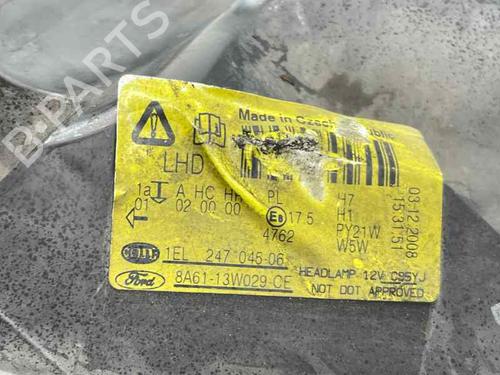 Made in Czech Republic
LHD
1a A HC HR PL H7
01 02 00 00 E8 17.5 H1
4762 PY21W
W5W
03.12.2008
153151
HELLA 1EL 247 045-06
Ford 8A61-13W029-CE
HEADLAMP 12V C95YJ
NOT DOT APPROVED
B-PARTS